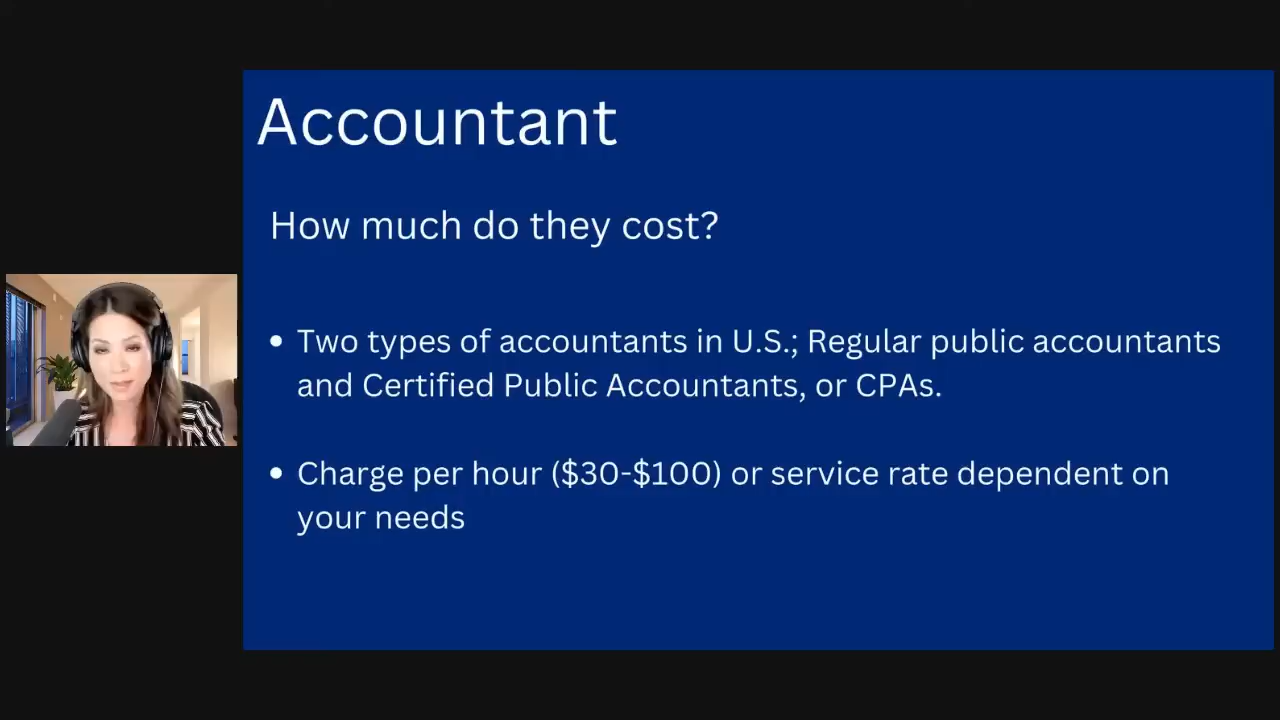 Accountant
How much do they cost?
• Two types of accountants in U.S.; Regular public accountants
and Certified Public Accountants, or CPAs.
• Charge per hour ($30-$100) or service rate dependent on
your needs